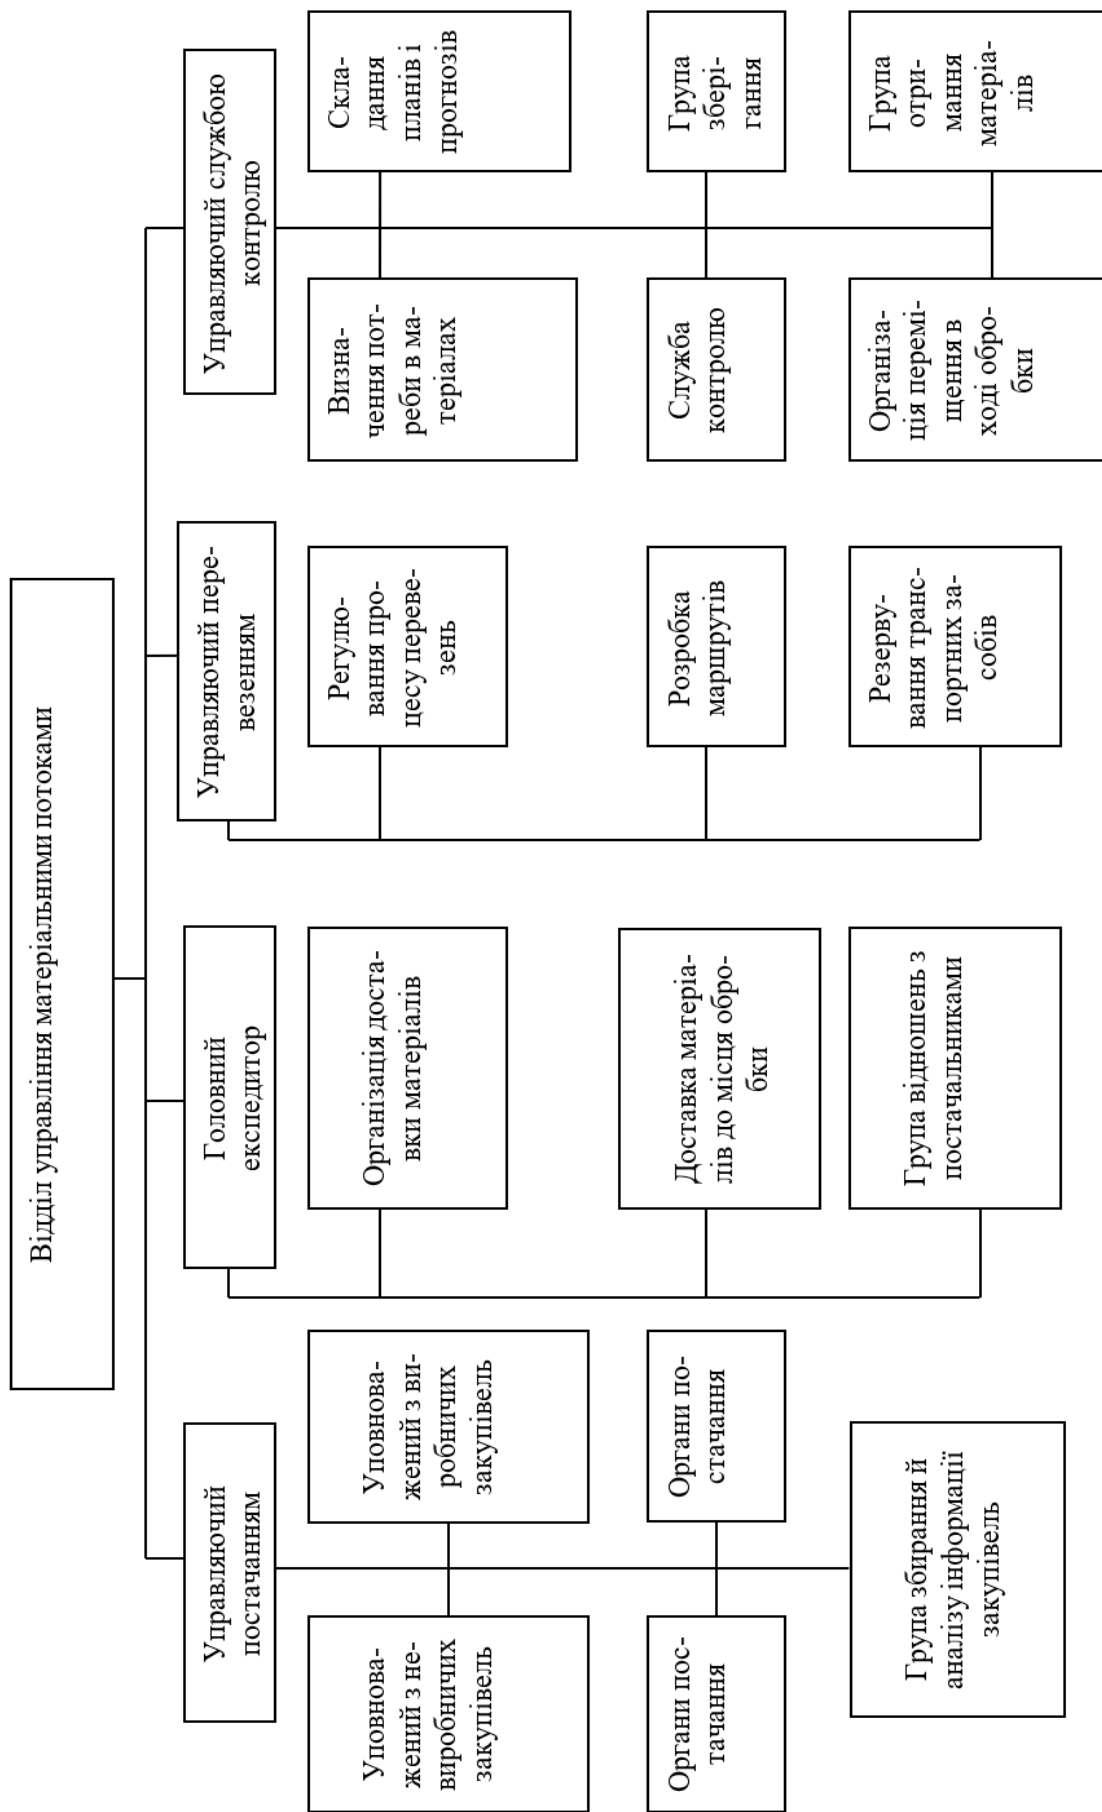 Відділ управління матеріальними потоками
Управляючий
постачанням
Головний
експедитор
Управляючий пере-
везенням
Управляючий службою
контролю
Уповнова-
жений з не-
виробничих
закупівель
Уповнова-
жений з ви-
робничих
закупівель
Організація доста-
вки матеріалів
Регулю-
вання про-
цесу переве-
зень
Визна-
чення пот-
реби в ма-
теріалах
Скла-
дання
планів і
прогнозів
Органи пос-
тачання
Органи по-
стачання
Доставка матеріа-
лів до місця обро-
бки
Розробка
маршрутів
Служба
контролю
Група
збері-
гання
Група збирання й
аналізу інформації
закупівель
Група відношень з
постачальниками
Резерву-
вання транс-
портних за-
собів
Організа-
ція перемі-
щення в
ході обро-
бки
Група
отри-
мання
матеріа-
лів